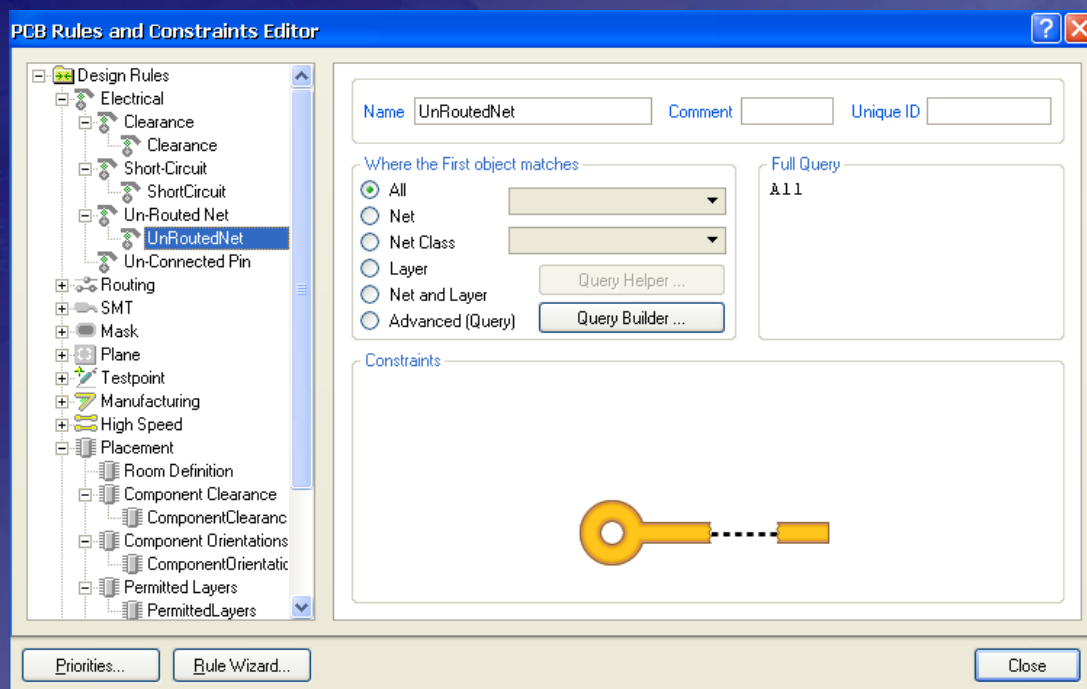 PCB Rules and Constraints Editor
Design Rules
Electrical
Clearance
Clearance
Short-Circuit
ShortCircuit
Un-Routed Net
UnRoutedNet
Un-Connected Pin
Routing
SMT
Mask
Plane
Testpoint
Manufacturing
High Speed
Placement
Room Definition
Component Clearance
ComponentClearanc
Component Orientations
ComponentOrientatic
Permitted Layers
PermittedLayers
Name UnRoutedNet Comment Unique ID
Where the First object matches
All
Net
Net Class
Layer
Net and Layer
Advanced (Query)
Query Helper ...
Query Builder ...
Full Query
All
Constraints
Priorities... Rule Wizard... Close